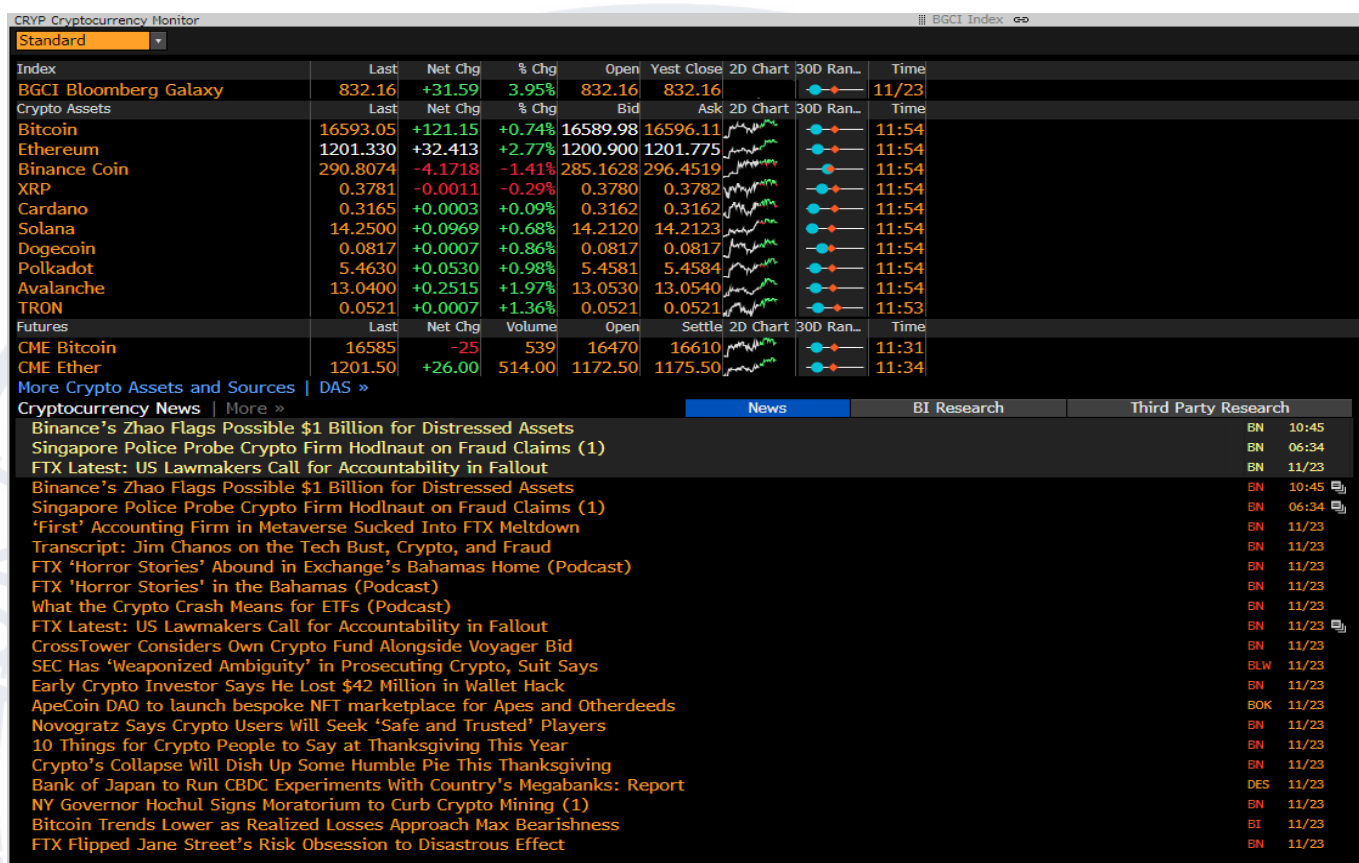 CRYP Cryptocurrency Monitor BGCI Index
Standard
Index Last Net Chg % Chg Open Yest Close 2D Chart 30D Ran… Time
BGCI Bloomberg Galaxy 832.16 +31.59 3.95% 832.16 832.16 11/23
Crypto Assets Last Net Chg % Chg Bid Ask 2D Chart 30D Ran… Time
Bitcoin 16593.05 +121.15 +0.74% 16589.98 16596.11 11:54
Ethereum 1201.330 +32.413 +2.77% 1200.900 1201.775 11:54
Binance Coin 290.8074 -4.1718 -1.41% 285.1628 296.4519 11:54
XRP 0.3781 -0.0011 -0.29% 0.3780 0.3782 11:54
Cardano 0.3165 +0.0003 +0.09% 0.3162 0.3162 11:54
Solana 14.2500 +0.0969 +0.68% 14.2120 14.2123 11:54
Dogecoin 0.0817 +0.0007 +0.86% 0.0817 0.0817 11:54
Polkadot 5.4630 +0.0530 +0.98% 5.4581 5.4584 11:54
Avalanche 13.0400 +0.2515 +1.97% 13.0530 13.0540 11:54
TRON 0.0521 +0.0007 +1.36% 0.0521 0.0521 11:53
Futures Last Net Chg Volume Open Settle 2D Chart 30D Ran… Time
CME Bitcoin 16585 -25 539 16470 16610 11:31
CME Ether 1201.50 +26.00 514.00 1172.50 1175.50 11:34
More Crypto Assets and Sources | DAS »
Cryptocurrency News | More » News BI Research Third Party Research
Binance's Zhao Flags Possible $1 Billion for Distressed Assets BN 10:45
Singapore Police Probe Crypto Firm Hodlnaut on Fraud Claims (1) BN 06:34
FTX Latest: US Lawmakers Call for Accountability in Fallout BN 11/23
Binance's Zhao Flags Possible $1 Billion for Distressed Assets BN 10:45
Singapore Police Probe Crypto Firm Hodlnaut on Fraud Claims (1) BN 06:34
‘First’ Accounting Firm in Metaverse Sucked Into FTX Meltdown BN 11/23
Transcript: Jim Chanos on the Tech Bust, Crypto, and Fraud BN 11/23
FTX ‘Horror Stories’ Abound in Exchange’s Bahamas Home (Podcast) BN 11/23
FTX 'Horror Stories' in the Bahamas (Podcast) BN 11/23
What the Crypto Crash Means for ETFs (Podcast) BN 11/23
FTX Latest: US Lawmakers Call for Accountability in Fallout BN 11/23
CrossTower Considers Own Crypto Fund Alongside Voyager Bid BN 11/23
SEC Has ‘Weaponized Ambiguity’ in Prosecuting Crypto, Suit Says BLW 11/23
Early Crypto Investor Says He Lost $42 Million in Wallet Hack BN 11/23
ApeCoin DAO to launch bespoke NFT marketplace for Apes and Otherdeeds BOK 11/23
Novogratz Says Crypto Users Will Seek ‘Safe and Trusted’ Players BN 11/23
10 Things for Crypto People to Say at Thanksgiving This Year BN 11/23
Crypto’s Collapse Will Dish Up Some Humble Pie This Thanksgiving BN 11/23
Bank of Japan to Run CBDC Experiments With Country's Megabanks: Report DES 11/23
NY Governor Hochul Signs Moratorium to Curb Crypto Mining (1) BN 11/23
Bitcoin Trends Lower as Realized Losses Approach Max Bearishness BI 11/23
FTX Flipped Jane Street’s Risk Obsession to Disastrous Effect BN 11/23